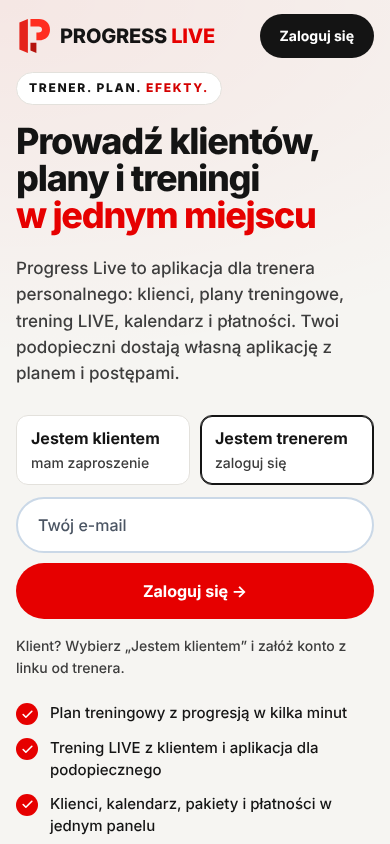 PROGRESS LIVE
Zaloguj się
TRENER. PLAN. EFEKTY.
Prowadź klientów,
plany i treningi
w jednym miejscu
Progress Live to aplikacja dla trenera
personalnego: klienci, plany treningowe,
trening LIVE, kalendarz i płatności. Twoi
podopieczni dostają własną aplikację z
planem i postępami.
Jestem klientem
mam zaproszenie
Jestem trenerem
zaloguj się
Twój e-mail
Zaloguj się →
Klient? Wybierz „Jestem klientem” i załóż konto z
linku od trenera.
Plan treningowy z progresją w kilka minut
Trening LIVE z klientem i aplikacja dla
podopiecznego
Klienci, kalendarz, pakiety i płatności w
jednym panelu